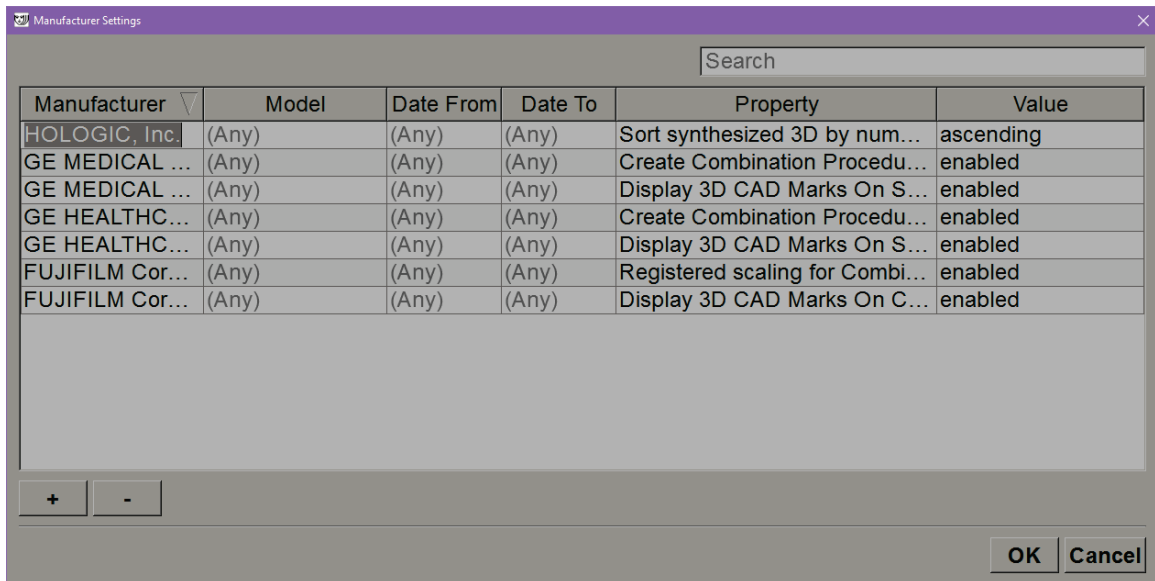 Manufacturer Settings
Search
Manufacturer Model Date From Date To Property Value
HOLOGIC, Inc. (Any) (Any) (Any) Sort synthesized 3D by num... ascending
GE MEDICAL ... (Any) (Any) (Any) Create Combination Procedu... enabled
GE MEDICAL ... (Any) (Any) (Any) Display 3D CAD Marks On S... enabled
GE HEALTHC... (Any) (Any) (Any) Create Combination Procedu... enabled
GE HEALTHC... (Any) (Any) (Any) Display 3D CAD Marks On S... enabled
FUJIFILM Cor... (Any) (Any) (Any) Registered scaling for Combi... enabled
FUJIFILM Cor... (Any) (Any) (Any) Display 3D CAD Marks On C... enabled
+ -
OK Cancel